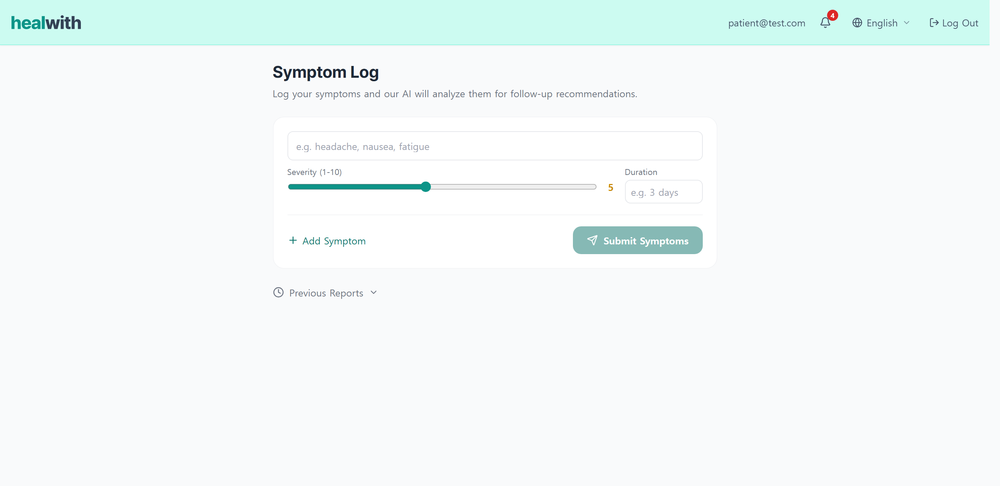 healwith
patient@test.com
4
English
Log Out
Symptom Log
Log your symptoms and our AI will analyze them for follow-up recommendations.
e.g. headache, nausea, fatigue
Severity (1-10)
5
Duration
e.g. 3 days
Add Symptom
Submit Symptoms
Previous Reports